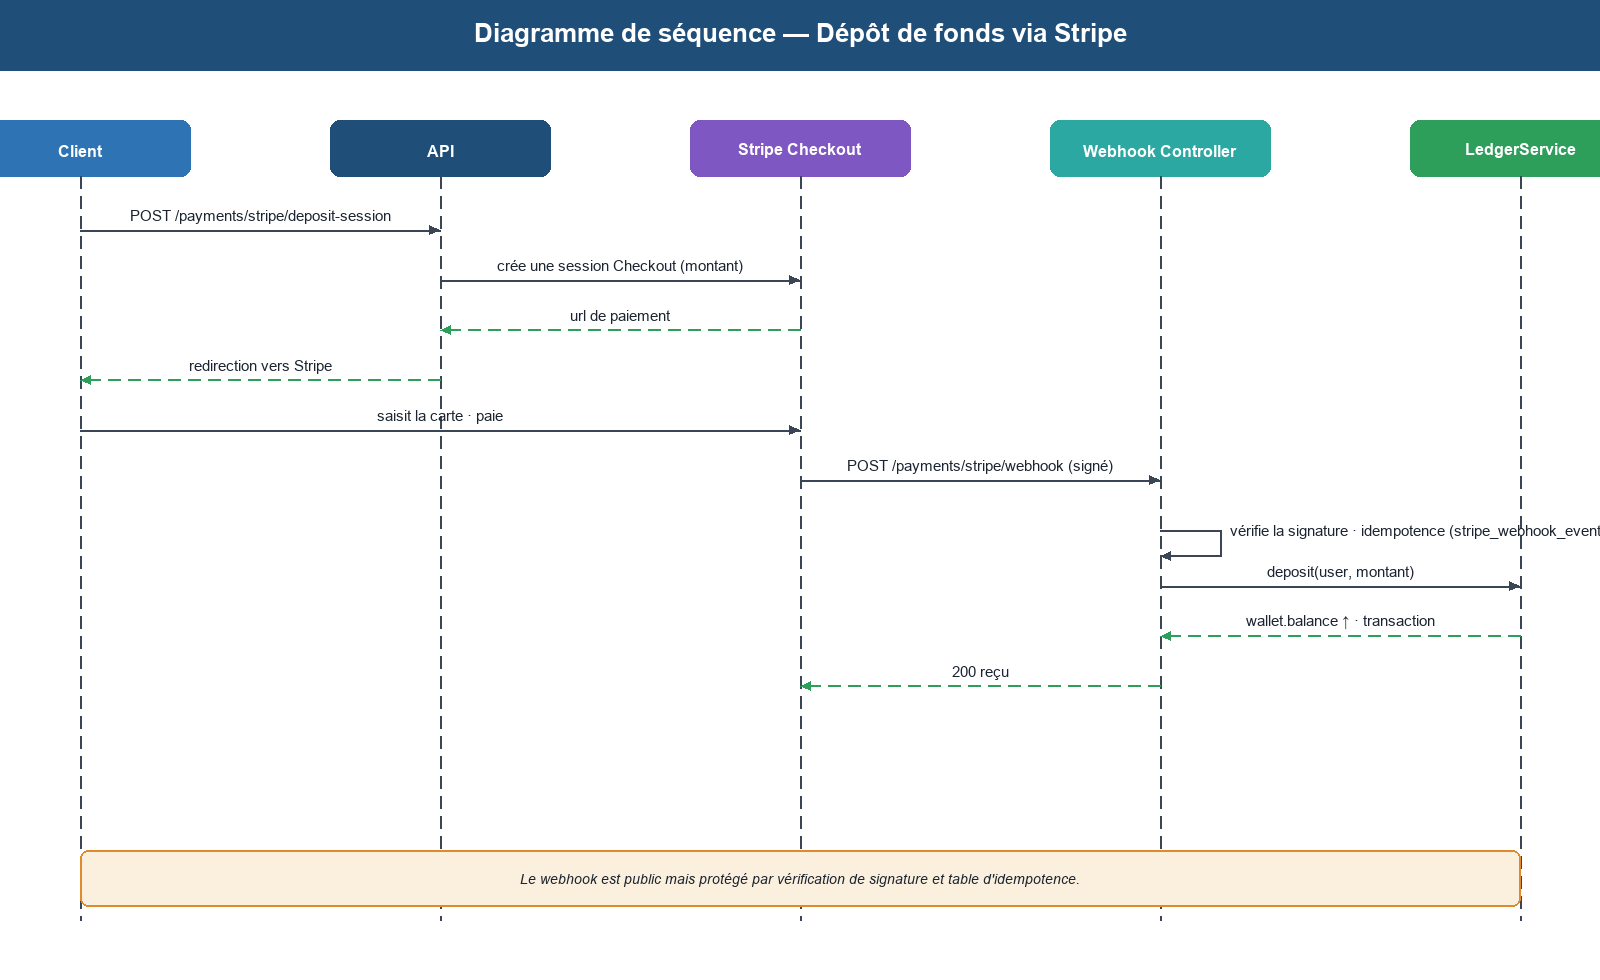 Diagramme de séquence — Dépôt de fonds via Stripe
Client
API
Stripe Checkout
Webhook Controller
LedgerService
POST /payments/stripe/deposit-session
crée une session Checkout (montant)
url de paiement
redirection vers Stripe
saisit la carte · paie
POST /payments/stripe/webhook (signé)
vérifie la signature · idempotence (stripe_webhook_event
deposit(user, montant)
wallet.balance ↑ · transaction
200 reçu
Le webhook est public mais protégé par vérification de signature et table d'idempotence.